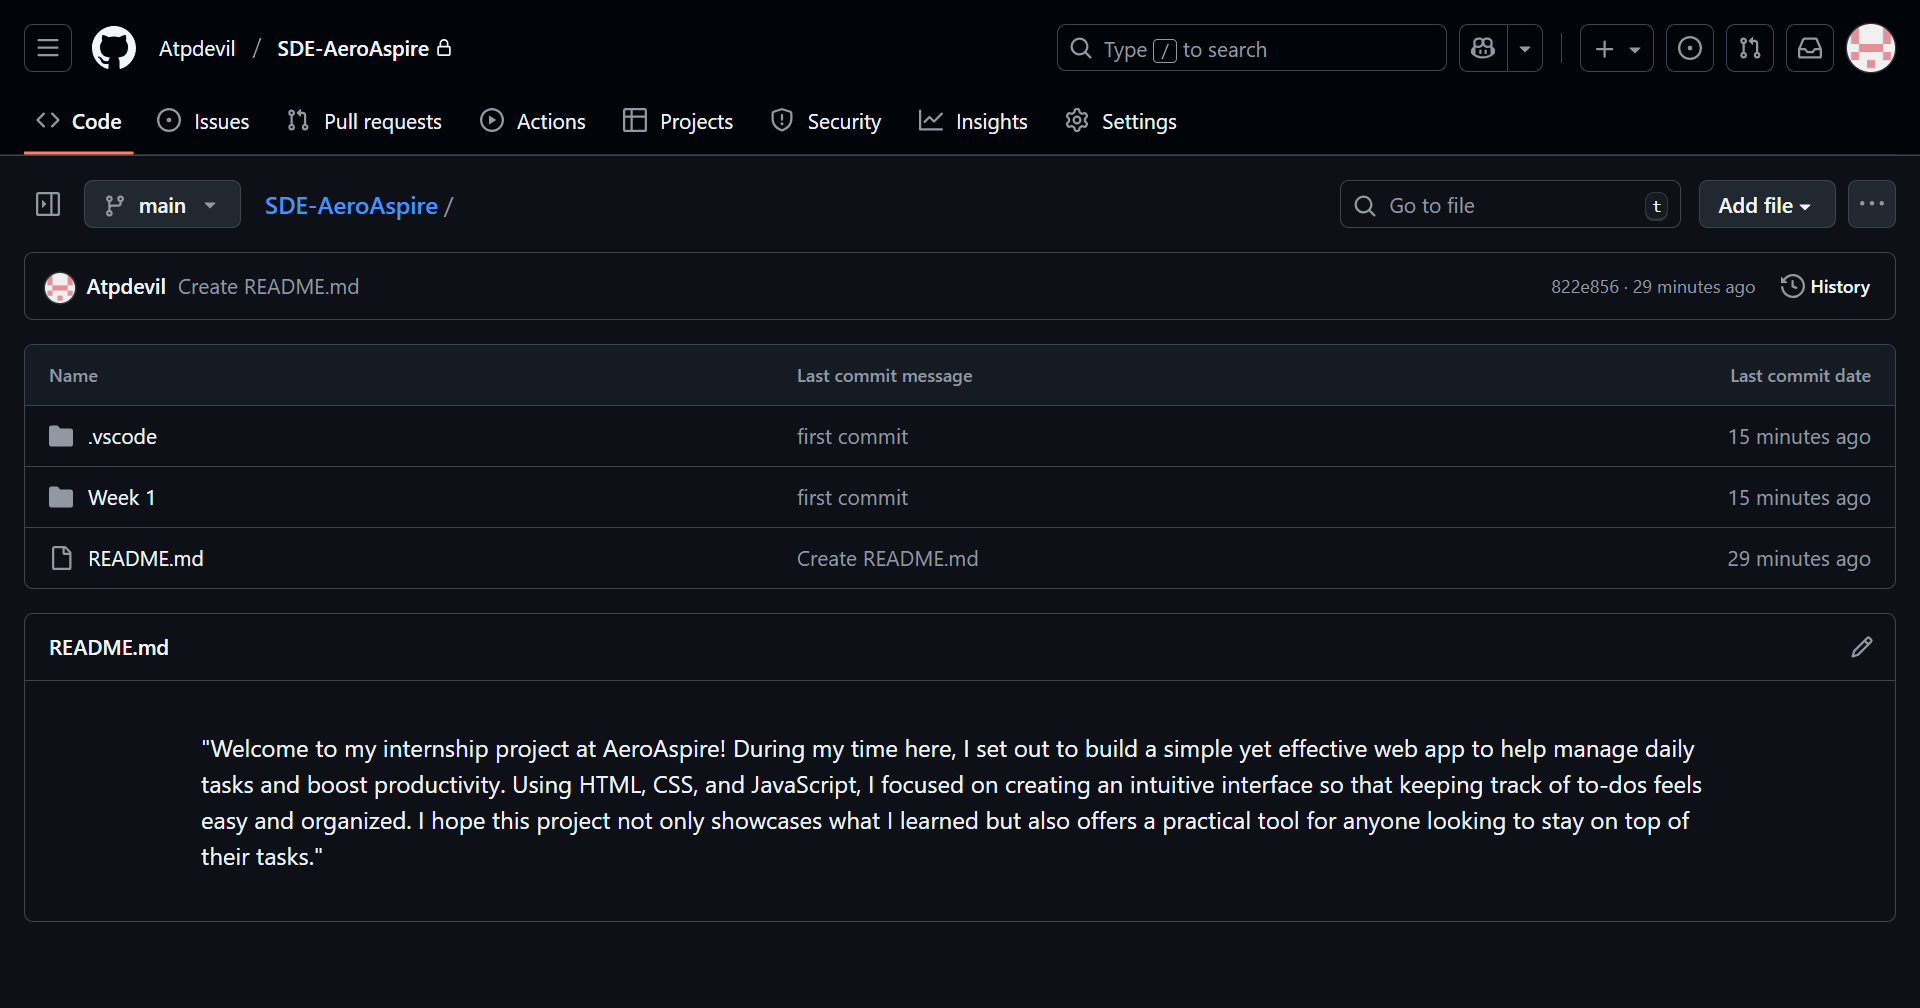 Atpdevil / SDE-AeroAspire
Type / to search
Code Issues Pull requests Actions Projects Security Insights Settings
main SDE-AeroAspire / Go to file t Add file
Atpdevil Create README.md 822e856 · 29 minutes ago History
Name Last commit message Last commit date
.vscode first commit 15 minutes ago
Week 1 first commit 15 minutes ago
README.md Create README.md 29 minutes ago
README.md
"Welcome to my internship project at AeroAspire! During my time here, I set out to build a simple yet effective web app to help manage daily
tasks and boost productivity. Using HTML, CSS, and JavaScript, I focused on creating an intuitive interface so that keeping track of to-dos feels
easy and organized. I hope this project not only showcases what I learned but also offers a practical tool for anyone looking to stay on top of
their tasks."